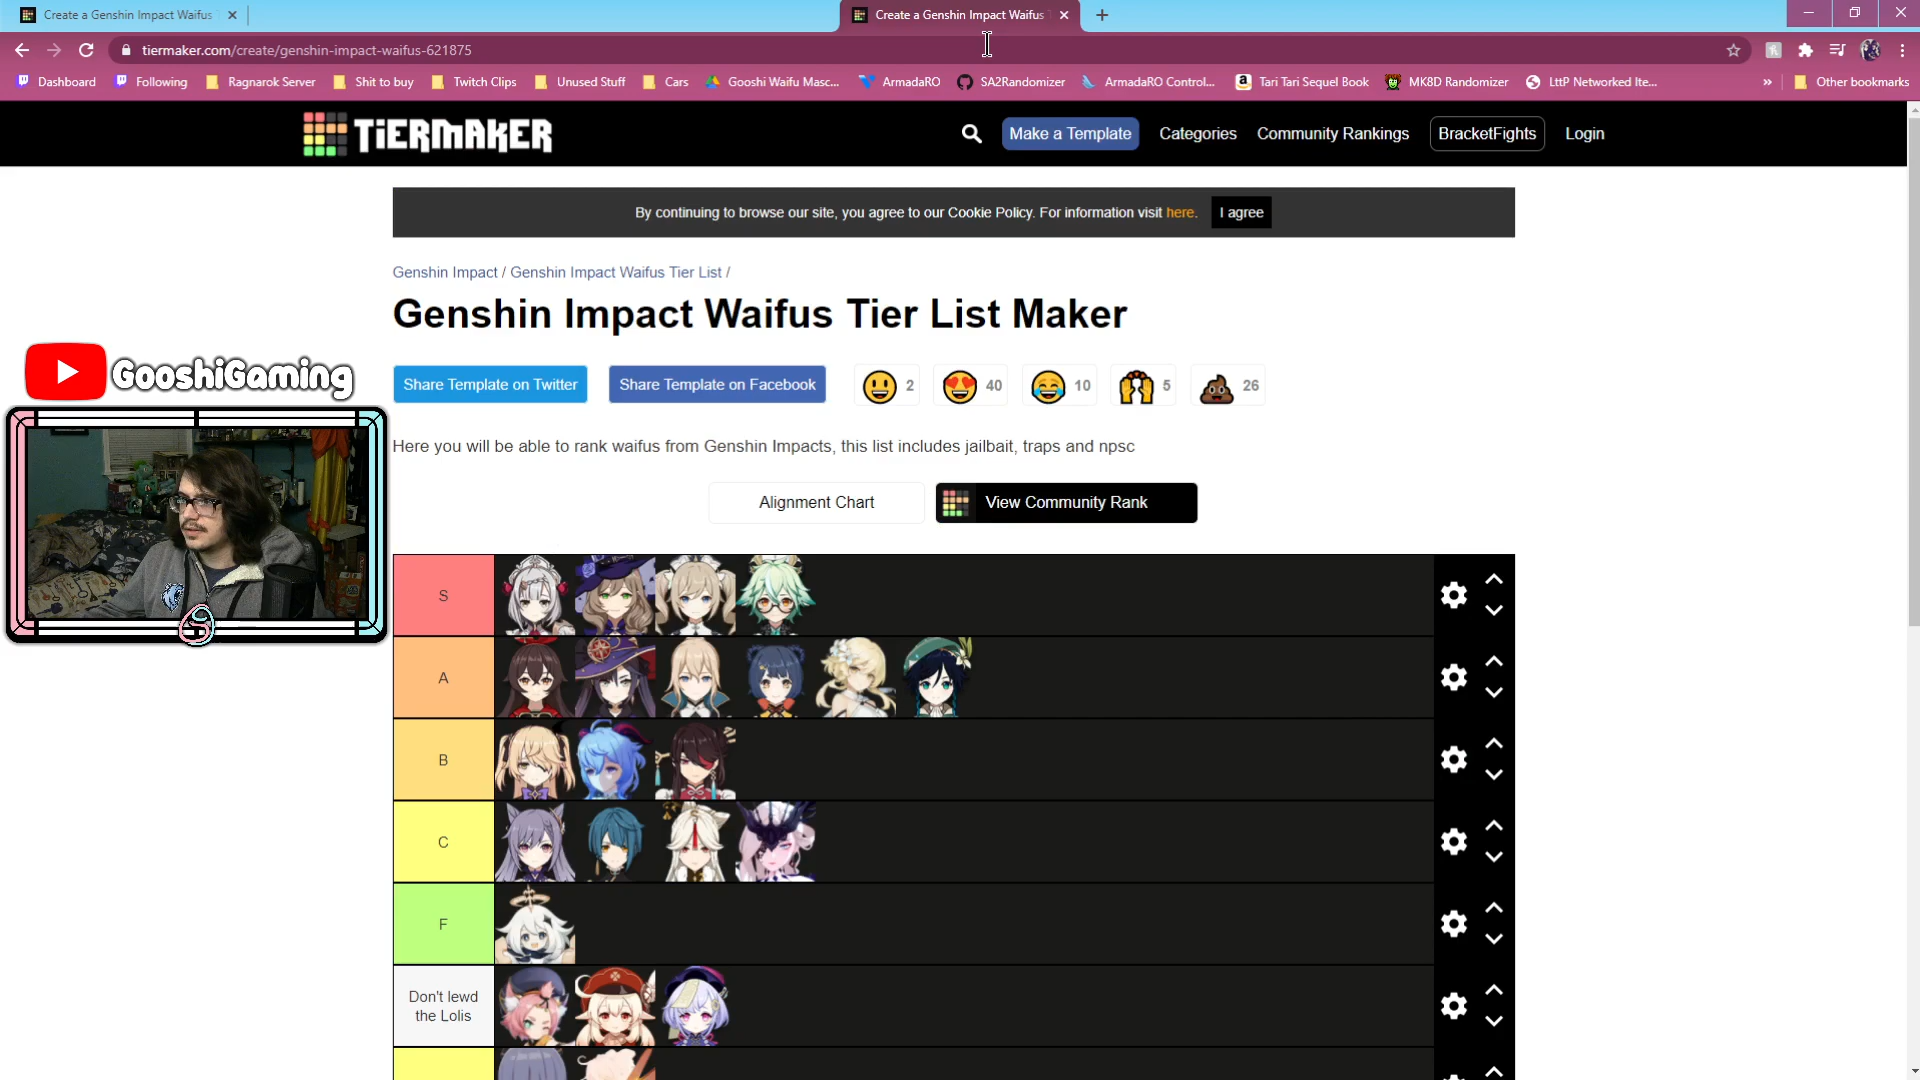 Create a Genshin Impact Waifus
Create a Genshin Impact Waifus
tiermaker.com/create/genshin-impact-waifus-621875
Dashboard Following Ragnarok Server Shit to buy Twitch Clips Unused Stuff Cars Gooshi Waifu Masc... ArmadaRO SA2Randomizer ArmadaRO Control... Tari Tari Sequel Book MK8D Randomizer LttP Networked Ite... » Other bookmarks
TiERMAKER
Make a Template Categories Community Rankings BracketFights Login
By continuing to browse our site, you agree to our Cookie Policy. For information visit here. I agree
Genshin Impact / Genshin Impact Waifus Tier List /
Genshin Impact Waifus Tier List Maker
GooshiGaming
Share Template on Twitter Share Template on Facebook 2 40 10 5 26
Here you will be able to rank waifus from Genshin Impacts, this list includes jailbait, traps and npsc
Alignment Chart View Community Rank
S
A
B
C
F
Don't lewd
the Lolis